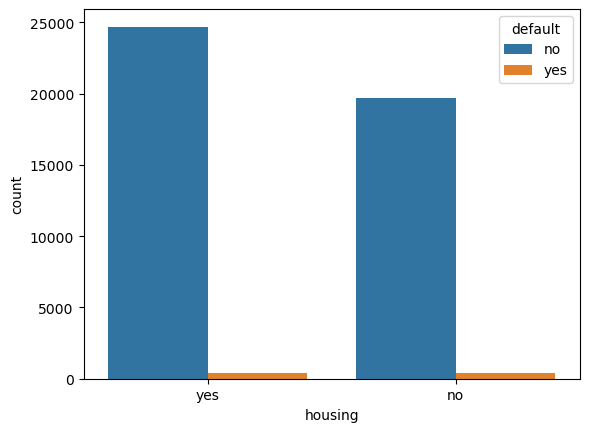 25000
20000
15000
10000
5000
0
count
yes
no
housing
default
no
yes